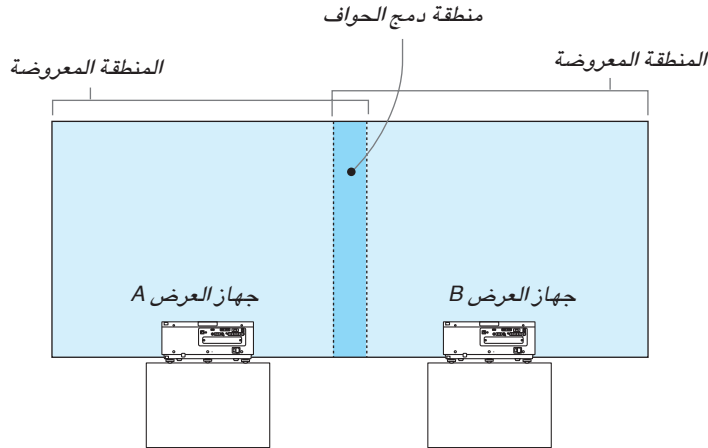 منطقة دمج الحواف
المنطقة المعروضة
المنطقة المعروضة
جهاز العرض B
جهاز العرض A